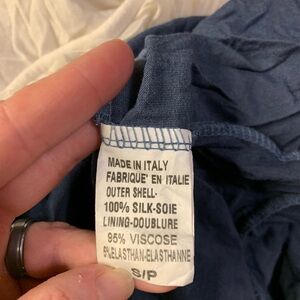 MADE IN ITALY
FABRIQUE' EN ITALIE
OUTER SHELL-
100% SILK-SOIE
LINING-DOUBLURE
95% VISCOSE
5%ELASTHAN-ELASTHANNE
S/P